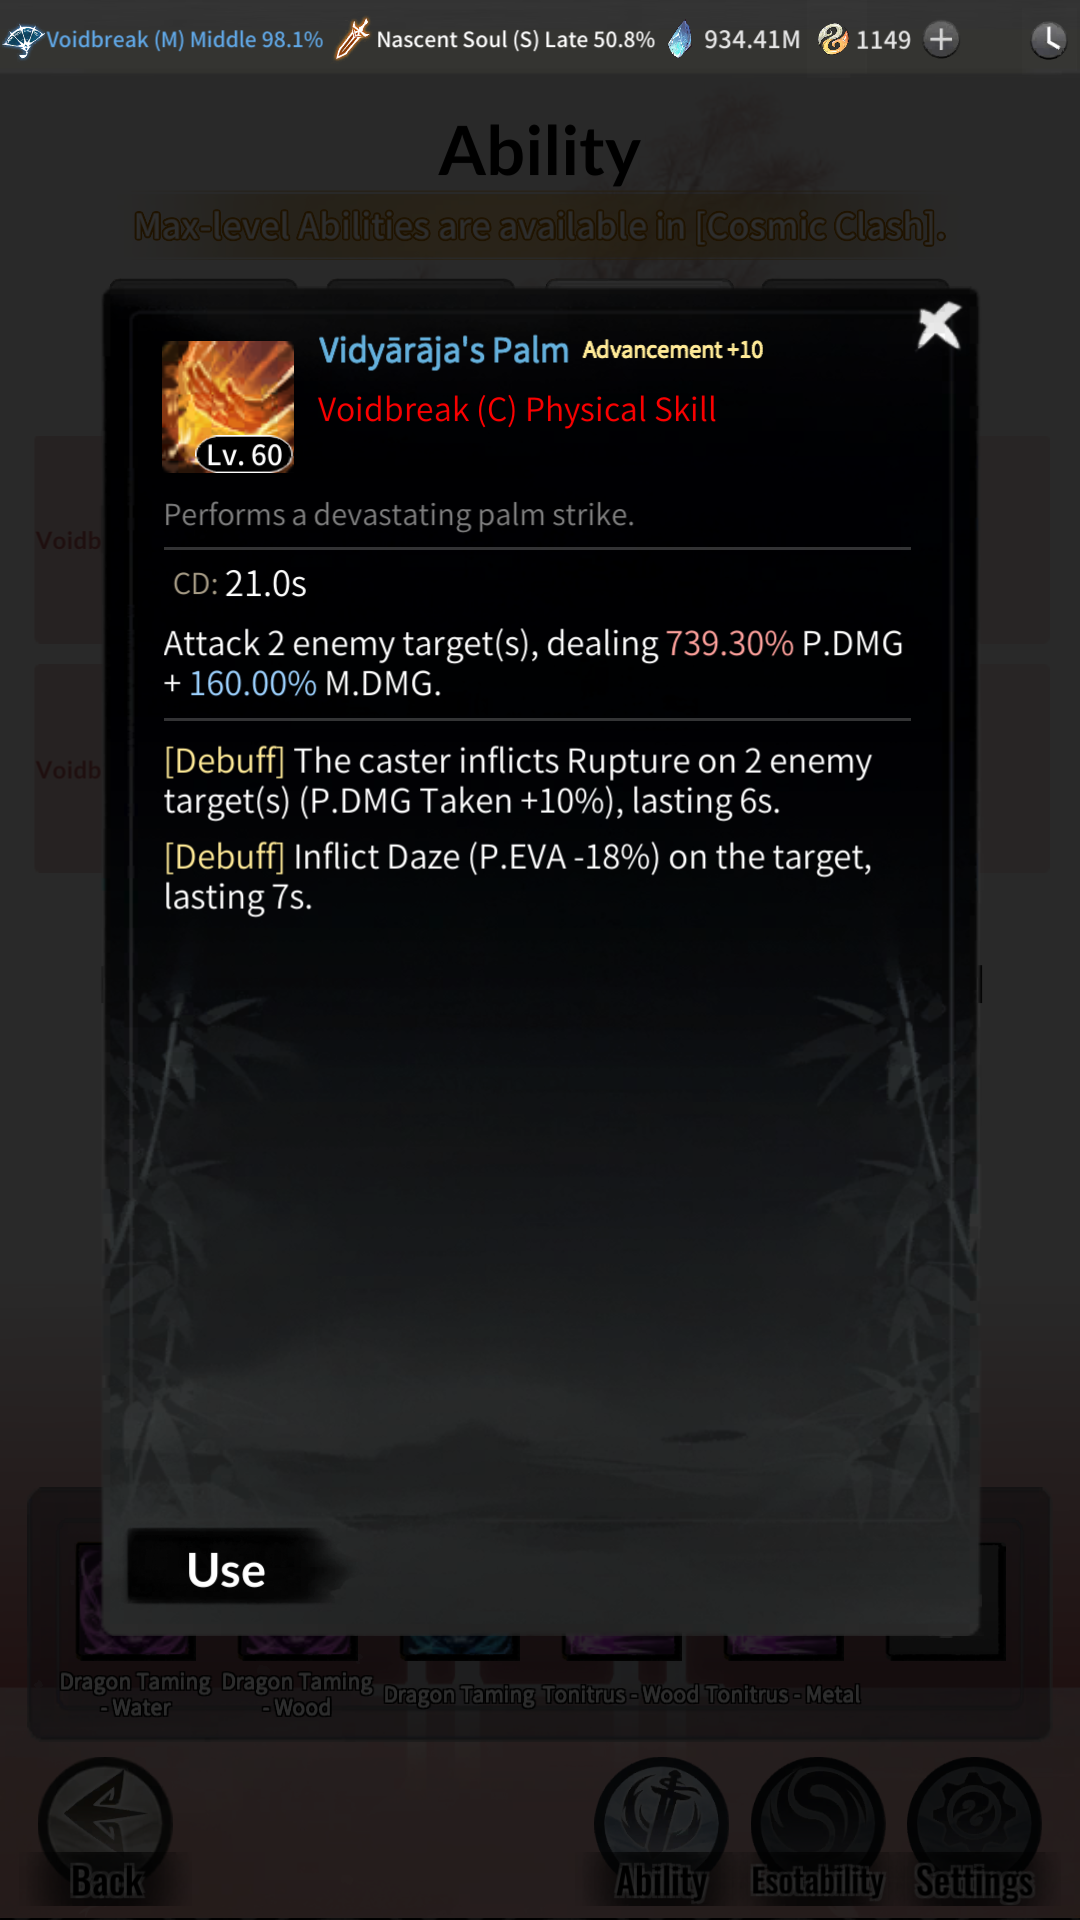 Voidbreak (M) Middle 98.1% Nascent Soul (S) Late 50.8% 934.41M 1149
Ability
Max-level Abilities are available in [Cosmic Clash].
Vidyārāja's Palm Advancement +10
Voidbreak (C) Physical Skill
Lv. 60
Performs a devastating palm strike.
Voidb
CD: 21.0s
Attack 2 enemy target(s), dealing 739.30% P.DMG
+ 160.00% M.DMG.
[Debuff] The caster inflicts Rupture on 2 enemy
Voidb
target(s) (P.DMG Taken +10%), lasting 6s.
[Debuff] Inflict Daze (P.EVA -18%) on the target,
lasting 7s.
Use
Dragon Taming
- Water
Dragon Taming
- Wood
Dragon Taming
Tonitrus - Wood
Tonitrus - Metal
Back
Ability
Esotability
Settings